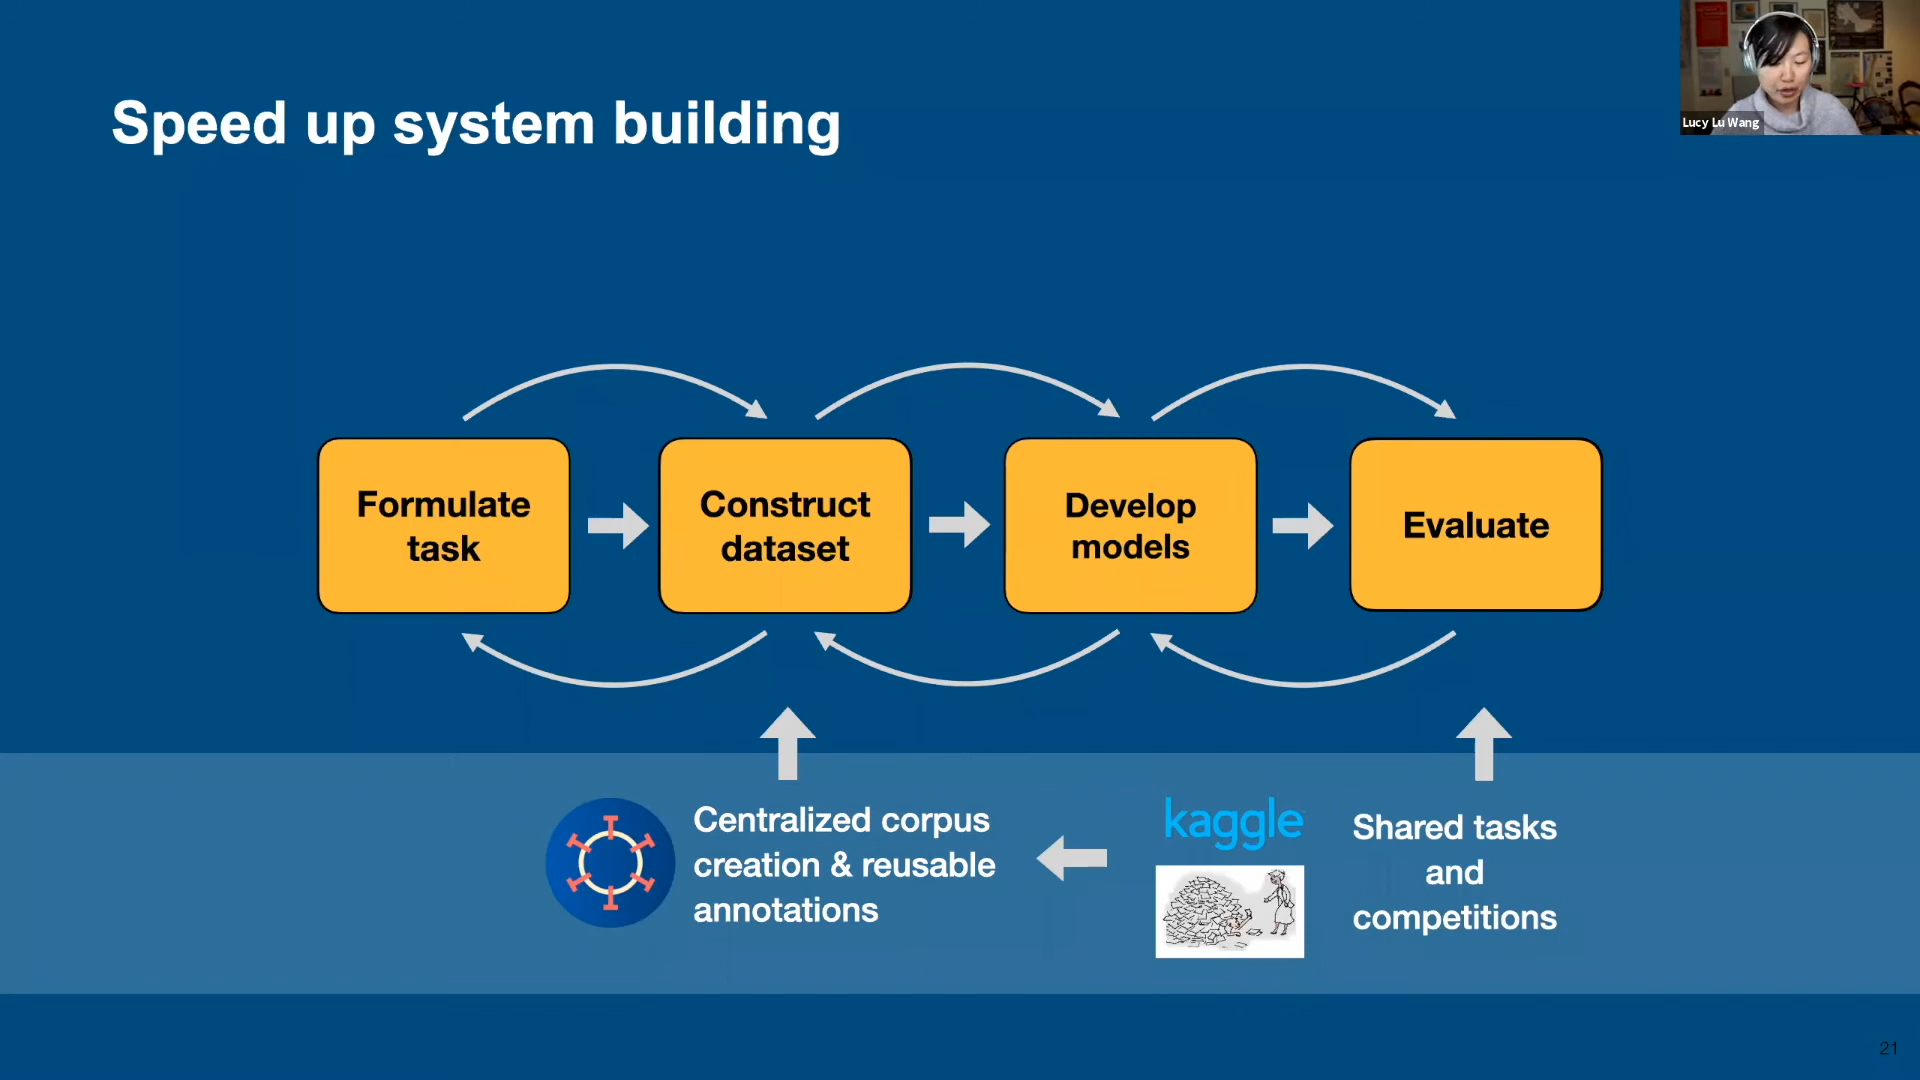 Speed up system building
Lucy Lu Wang
Formulate
task
Construct
dataset
Develop
models
Evaluate
Centralized corpus
creation & reusable
annotations
kaggle
Shared tasks
and
competitions
21